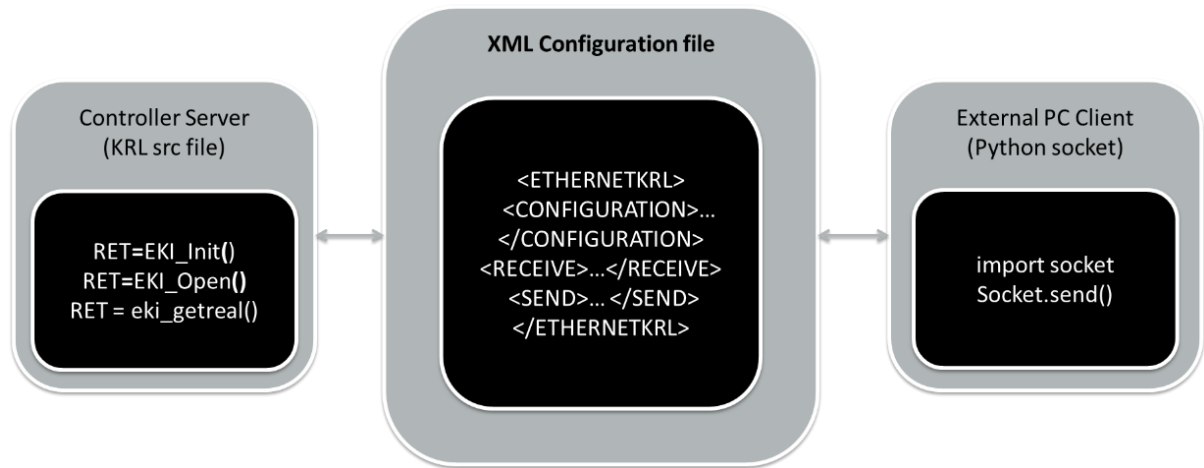 Controller Server
(KRL src file)
RET=EKI_Init()
RET=EKI_Open()
RET = eki_getreal()
XML Configuration file
<ETHERNETKRL>
<CONFIGURATION>...
</CONFIGURATION>
<RECEIVE>...</RECEIVE>
<SEND>... </SEND>
</ETHERNETKRL>
External PC Client
(Python socket)
import socket
Socket.send()